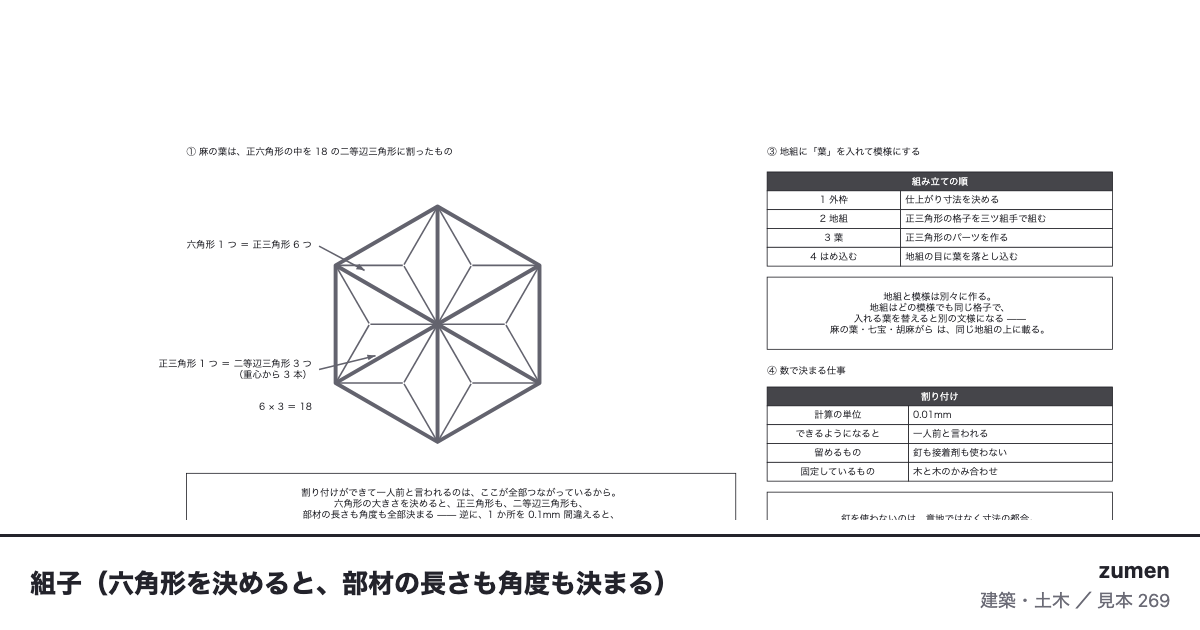 ① 麻の葉は、正六角形の中を 18 の二等辺三角形に割ったもの
六角形 1 つ ＝ 正三角形 6 つ
正三角形 1 つ ＝ 二等辺三角形 3 つ
（重心から 3 本）
6 × 3 ＝ 18
割り付けができて一人前と言われるのは、ここが全部つながっているから。
六角形の大きさを決めると、正三角形も、二等辺三角形も、
部材の長さも角度も全部決まる —— 逆に、1 か所を 0.1mm 間違えると、
③ 地組に「葉」を入れて模様にする
組み立ての順
1 外枠 仕上がり寸法を決める
2 地組 正三角形の格子を三ツ組手で組む
3 葉 正三角形のパーツを作る
4 はめ込む 地組の目に葉を落とし込む
地組と模様は別々に作る。
地組はどの模様でも同じ格子で、
入れる葉を替えると別の文様になる ——
麻の葉・七宝・胡麻がら は、同じ地組の上に載る。
④ 数で決まる仕事
割り付け
計算の単位 0.01mm
できるようになると 一人前と言われる
留めるもの 釘も接着剤も使わない
固定しているもの 木と木のかみ合わせ
釘を使わないのは、意地ではなく寸法の都合。
組子（六角形を決めると、部材の長さも角度も決まる）
zumen
建築・土木 ／ 見本 269